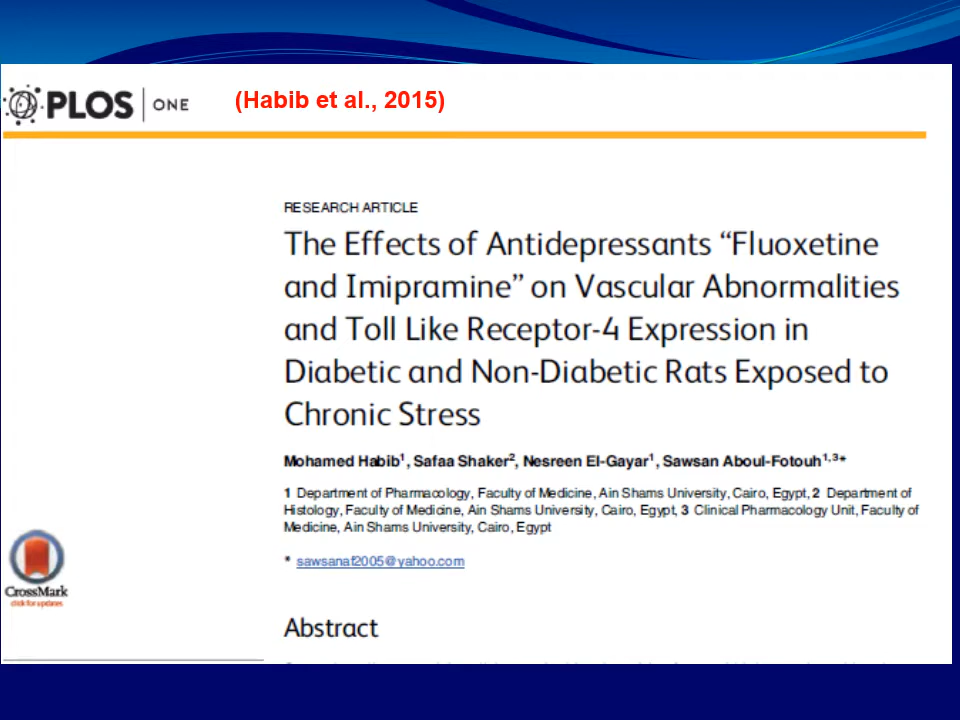 PLOS ONE
(Habib et al., 2015)
RESEARCH ARTICLE
The Effects of Antidepressants “Fluoxetine
and Imipramine” on Vascular Abnormalities
and Toll Like Receptor-4 Expression in
Diabetic and Non-Diabetic Rats Exposed to
Chronic Stress
Mohamed Habib1, Safaa Shaker2, Nesreen El-Gayar1, Sawsan Aboul-Fotouh1,3*
1 Department of Pharmacology, Faculty of Medicine, Ain Shams University, Cairo, Egypt, 2 Department of
Histology, Faculty of Medicine, Ain Shams University, Cairo, Egypt, 3 Clinical Pharmacology Unit, Faculty of
Medicine, Ain Shams University, Cairo, Egypt
* sawsanaf2005@yahoo.com
CrossMark
click for updates
Abstract